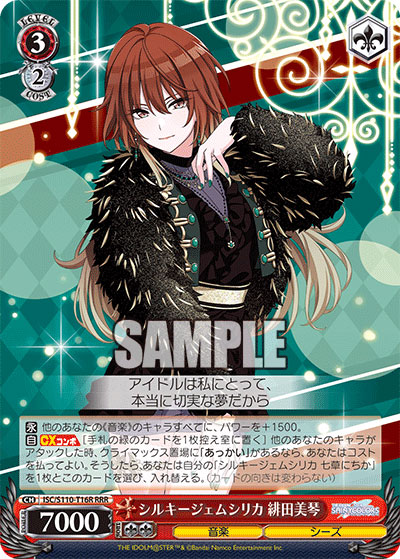 LEVEL
3
2
COST
SAMPLE
アイドルは私にとって、
本当に切実な夢だから
永 他のあなたの《音楽》のキャラすべてに、パワーを+1500。
自 CXコンボ [手札の緑のカードを1枚控え室に置く] 他のあなたのキャラが
アタックした時、クライマックス置場に「あっかい」があるなら、あなたはコスト
を払ってよい。そうしたら、あなたは自分の「シルキージェムシリカ 七草にちか」
を1枚とこのカードを選び、入れ替える。(カードの向きは変わらない)
CH ISC/S110-T16R RRR
7000
シルキージェムシリカ 緋田美琴
音楽
シーズ
SHINYCOLORS
THE IDOLM@STER™&©Bandai Namco Entertainment Inc.